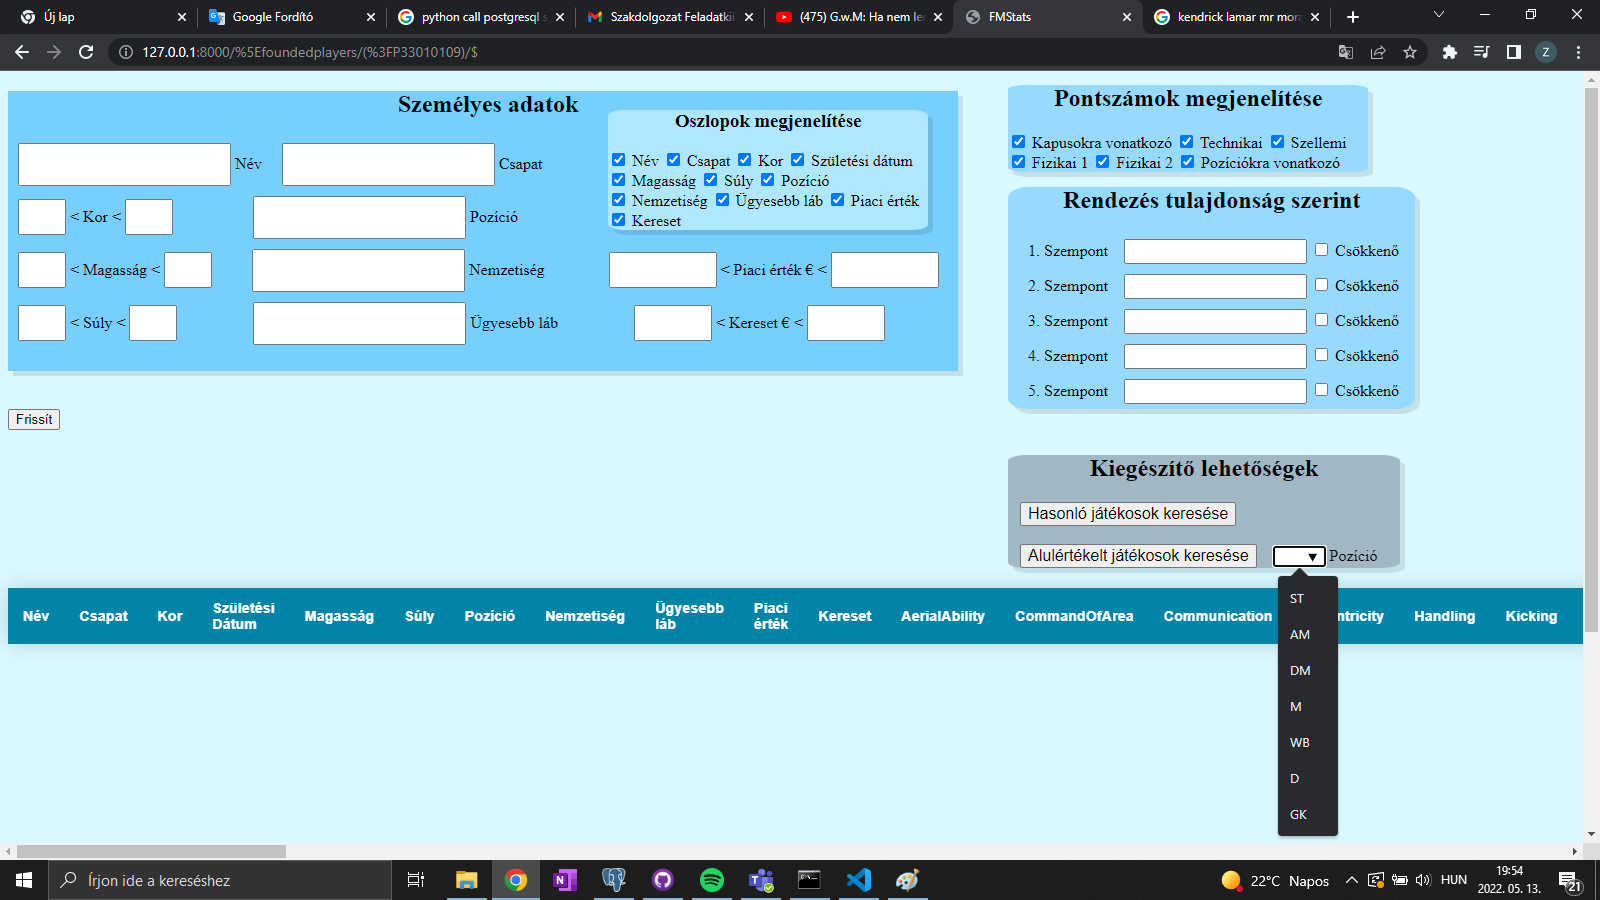 Új lap
Google Fordító
python call postgresql s
Szakdolgozat Feladatki
(475) G.w.M: Ha nem le
FMStats
kendrick lamar mr mora
127.0.0.1:8000/%5Efoundedplayers/(%3FP33010109)/$
Z
Személyes adatok
Név
Csapat
< Kor <
Pozíció
< Magasság <
Nemzetiség
< Súly <
Ügyesebb láb
Oszlopok megjenelítése
Név Csapat Kor Születési dátum
Magasság Súly Pozíció
Nemzetiség Ügyesebb láb Piaci érték
Kereset
< Piaci érték € <
< Kereset € <
Frissít
Pontszámok megjenelítése
Kapusokra vonatkozó Technikai Szellemi
Fizikai 1 Fizikai 2 Pozíciókra vonatkozó
Rendezés tulajdonság szerint
1. Szempont Csökkenő
2. Szempont Csökkenő
3. Szempont Csökkenő
4. Szempont Csökkenő
5. Szempont Csökkenő
Kiegészítő lehetőségek
Hasonló játékosok keresése
Alulértékelt játékosok keresése Pozíció
ST
AM
DM
M
WB
D
GK
Név Csapat Kor Születési Dátum Magasság Súly Pozíció Nemzetiség Ügyesebb láb Piaci érték Kereset AerialAbility CommandOfArea Communication ntricity Handling Kicking
Írjon ide a kereséshez
22°C Napos
HUN
19:54
2022. 05. 13.
21